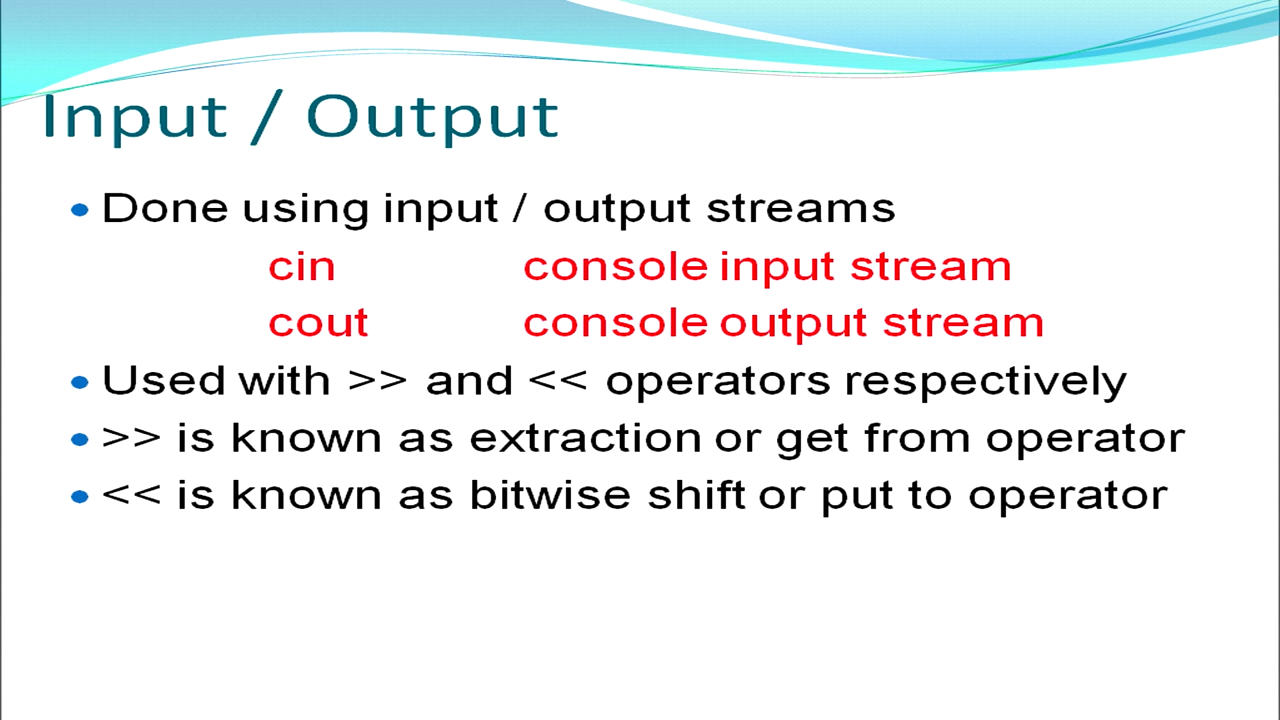 Input / Output
• Done using input / output streams
cin console input stream
cout console output stream
• Used with >> and << operators respectively
• >> is known as extraction or get from operator
• << is known as bitwise shift or put to operator